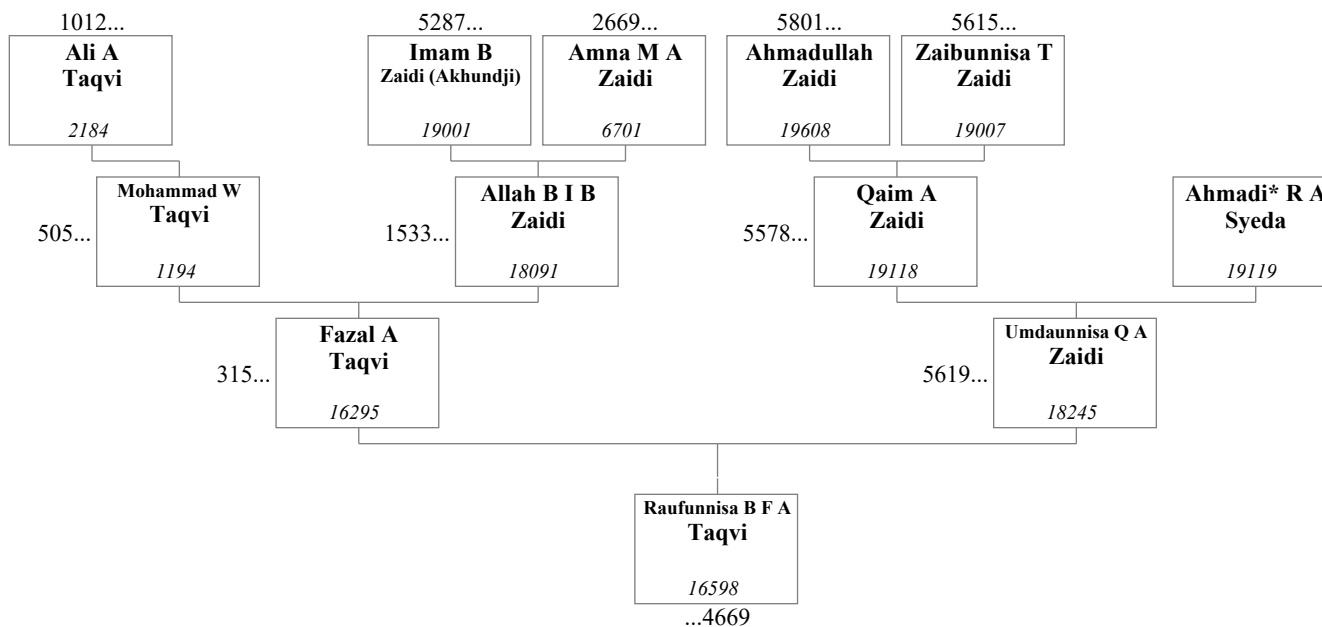 1012...
5287...
2669...
5801...
5615...
Ali A
Taqvi
2184
Imam B
Zaidi (Akhundji)
19001
Amna M A
Zaidi
6701
Ahmadullah
Zaidi
19608
Zaibunnisa T
Zaidi
19007
505...
Mohammad W
Taqvi
1194
1533...
Allah B I B
Zaidi
18091
5578...
Qaim A
Zaidi
19118
Ahmadi* R A
Syeda
19119
315...
Fazal A
Taqvi
16295
5619...
Umdaunnisa Q A
Zaidi
18245
Raufunnisa B F A
Taqvi
16598
...4669